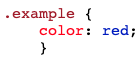 .example {
    color: red;
    }